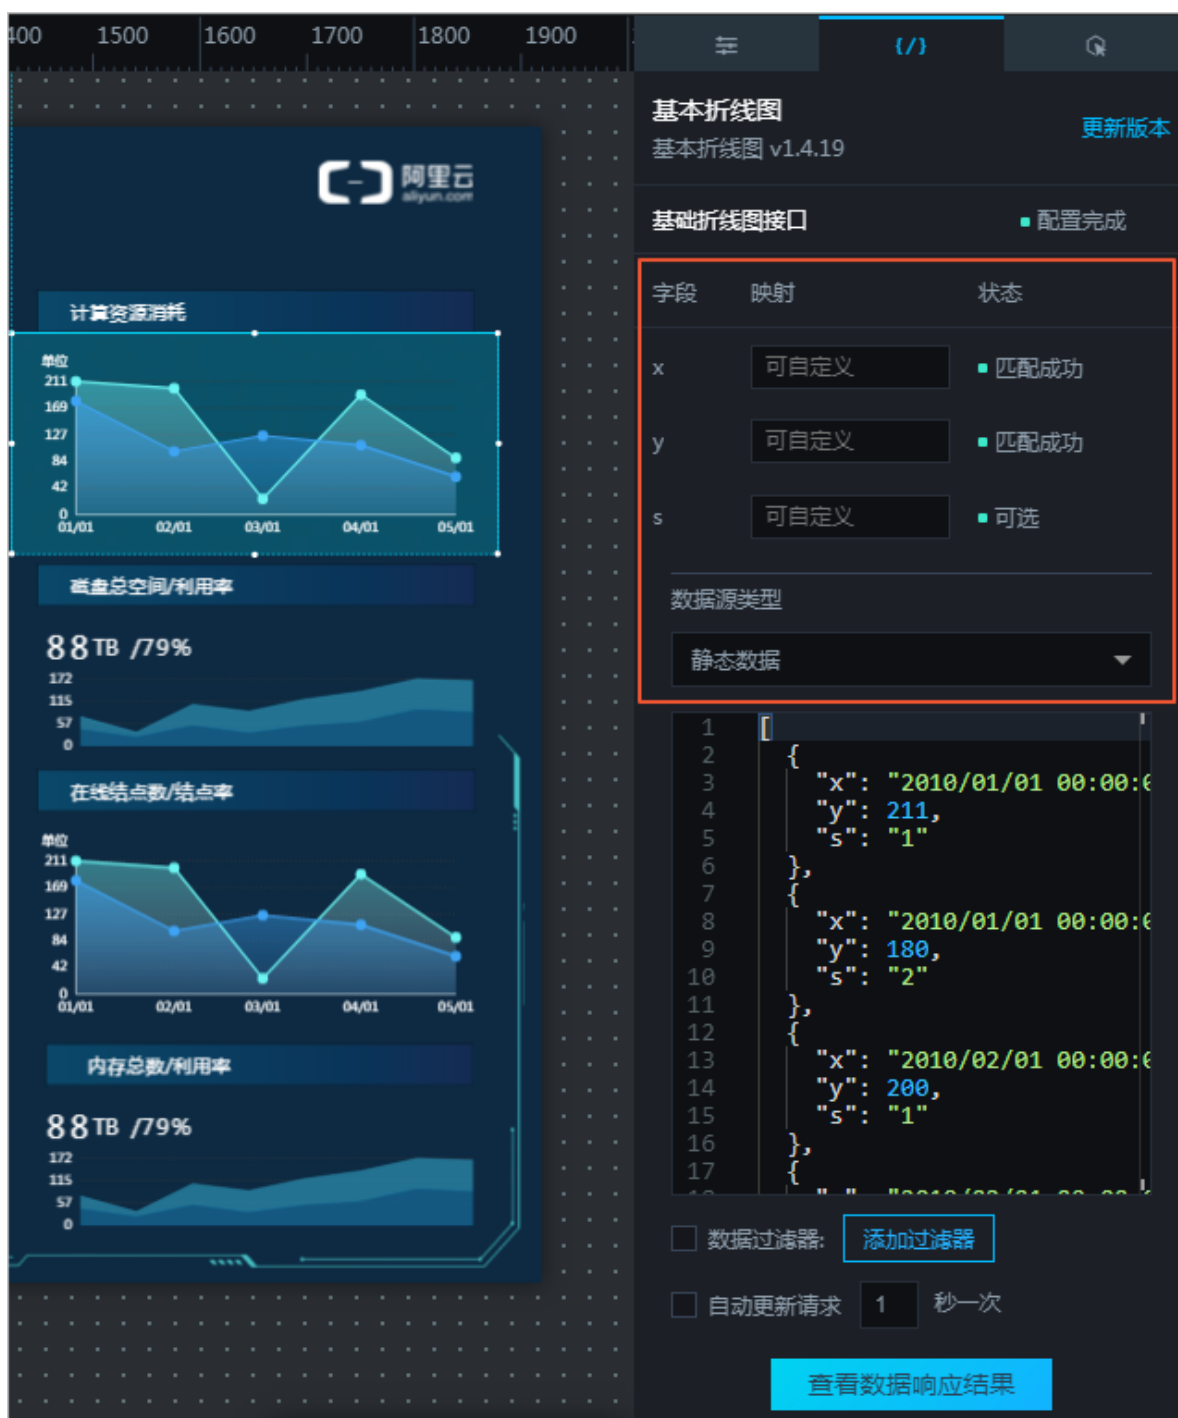 400 1500 1600 1700 1800 1900
阿里云
aliyun.com
计算资源消耗
单位
211
169
127
84
42
0
01/01 02/01 03/01 04/01 05/01
磁盘总空间/利用率
88TB /79%
172
115
57
0
在线结点数/结点率
单位
211
169
127
84
42
0
01/01 02/01 03/01 04/01 05/01
内存总数/利用率
88TB /79%
172
115
57
0
{/}
基本折线图
更新版本
基本折线图 v1.4.19
基础折线图接口 配置完成
字段 映射 状态
x 可自定义 匹配成功
y 可自定义 匹配成功
s 可自定义 可选
数据源类型
静态数据
1 [
2 {
3 "x": "2010/01/01 00:00:0
4 "y": 211,
5 "s": "1"
6 },
7 {
8 "x": "2010/01/01 00:00:0
9 "y": 180,
10 "s": "2"
11 },
12 {
13 "x": "2010/02/01 00:00:0
14 "y": 200,
15 "s": "1"
16 },
17 {
数据过滤器: 添加过滤器
自动更新请求 1 秒一次
查看数据响应结果